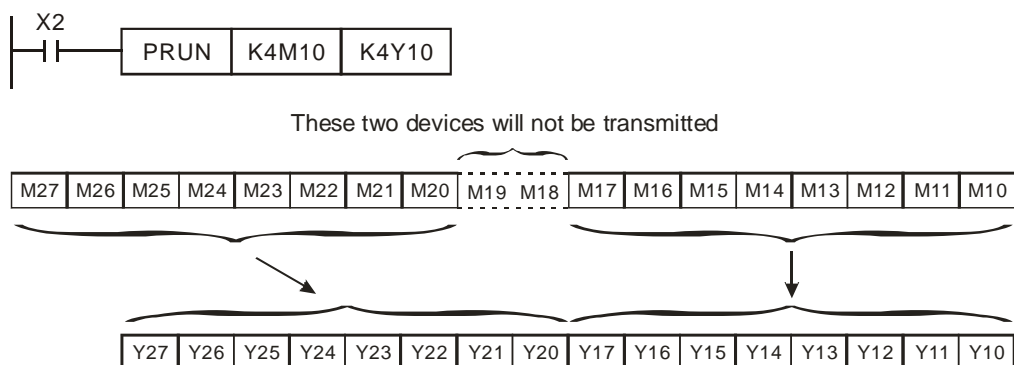 X2
PRUN K4M10 K4Y10
These two devices will not be transmitted
M27 M26 M25 M24 M23 M22 M21 M20 M19 M18 M17 M16 M15 M14 M13 M12 M11 M10
Y27 Y26 Y25 Y24 Y23 Y22 Y21 Y20 Y17 Y16 Y15 Y14 Y13 Y12 Y11 Y10